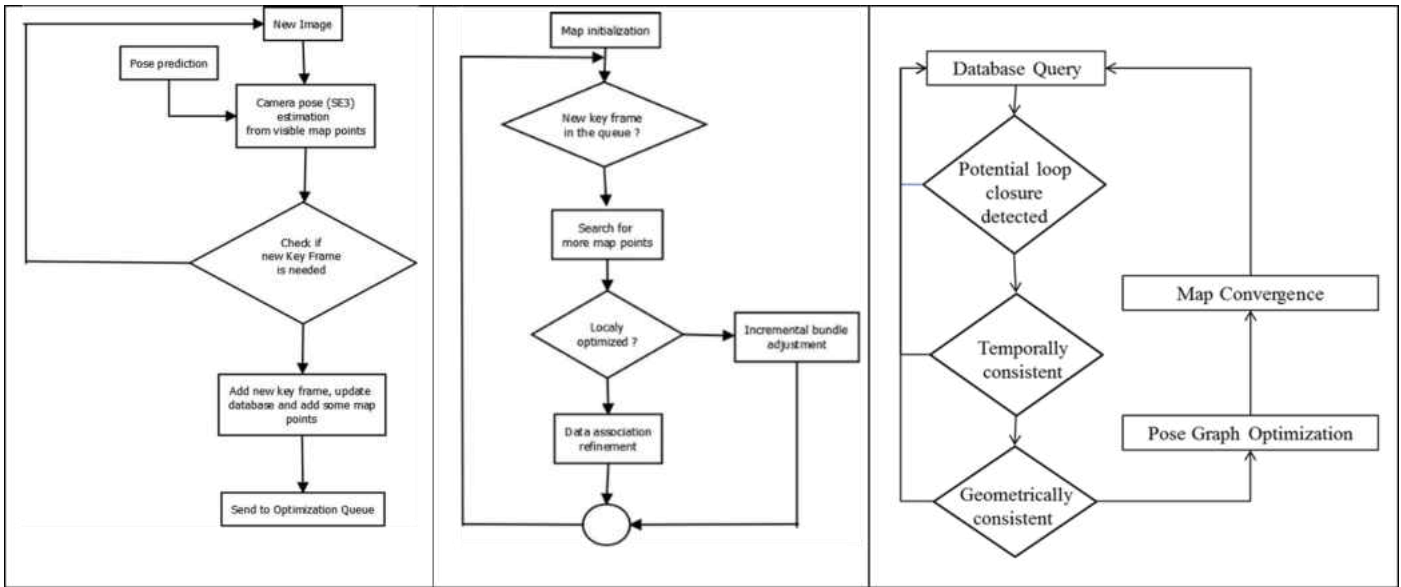 New Image
Pose prediction
Camera pose (SE3)
estimation
from visible map points
Check if
new Key Frame
is needed
Add new key frame, update
database and add some map
points
Send to Optimization Queue
Map initialization
New key frame
in the queue ?
Search for
more map points
Localy
optimized ?
Incremental bundle
adjustment
Data association
refinement
Database Query
Potential loop
closure
detected
Temporally
consistent
Geometrically
consistent
Map Convergence
Pose Graph Optimization